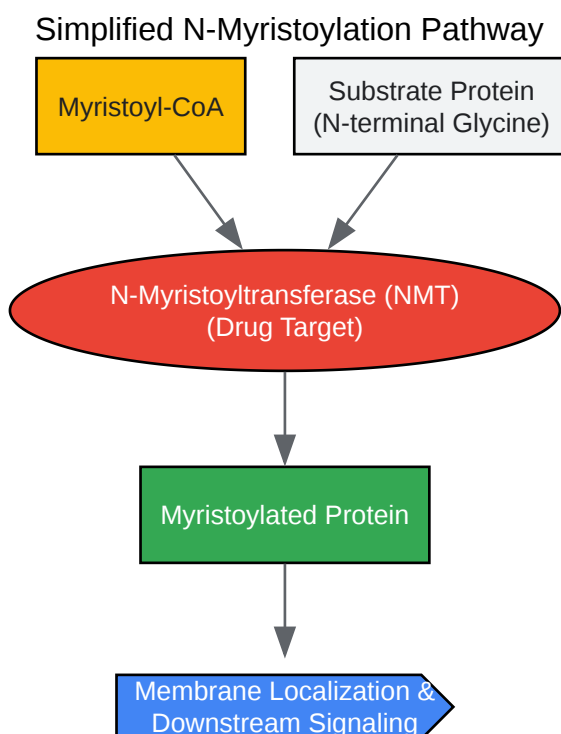 Simplified N-Myristoylation Pathway
Myristoyl-CoA
Substrate Protein
(N-terminal Glycine)
N-Myristoyltransferase (NMT)
(Drug Target)
Myristoylated Protein
Membrane Localization &
Downstream Signaling